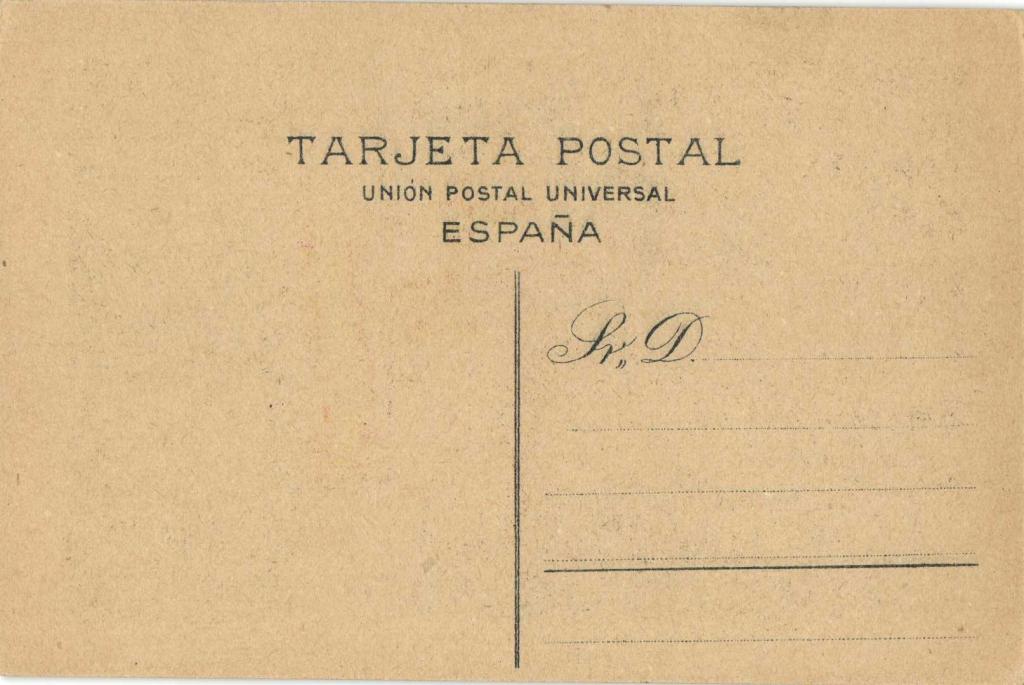 TARJETA POSTAL
UNIÓN POSTAL UNIVERSAL
ESPAÑA
Sr,, D.